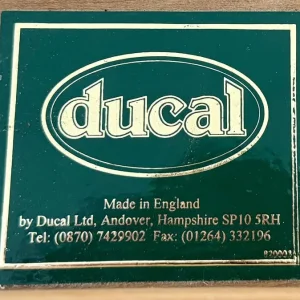 ducal
Made in England
by Ducal Ltd, Andover, Hampshire SP10 5RH
Tel: (0870) 7429902 Fax: (01264) 332196